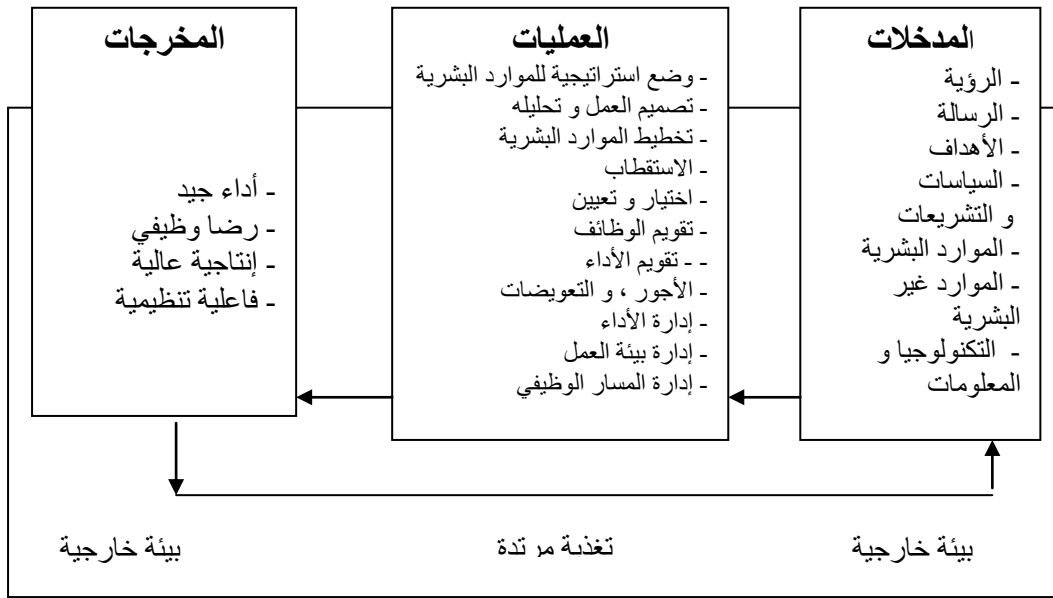 المدخلات
- الرؤية
- الرسالة
- الأهداف
- السياسات
و التشريعات
- الموارد البشرية
- الموارد غير
البشرية
- التكنولوجيا و
المعلومات
العمليات
- وضع استراتيجية للموارد البشرية
- تصميم العمل و تحليله
- تخطيط الموارد البشرية
- الاستقطاب
- اختيار و تعيين
- تقويم الوظائف
- - تقويم الأداء
- الأجور ، و التعويضات
- إدارة الأداء
- إدارة بيئة العمل
- إدارة المسار الوظيفي
المخرجات
- أداء جيد
- رضا وظيفي
- إنتاجية عالية
- فاعلية تنظيمية
بيئة خارجية
تغذية مرتدة
بيئة خارجية